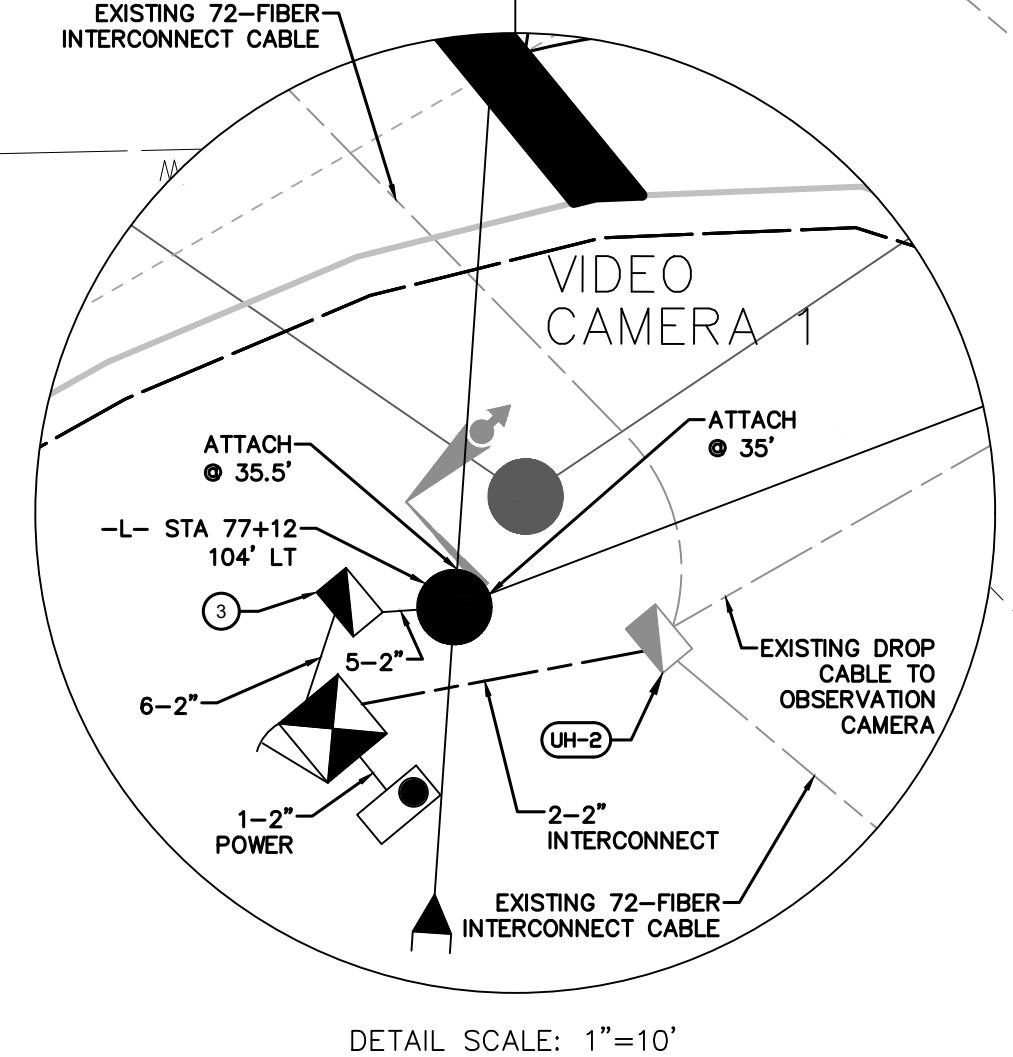 EXISTING 72-FIBER
INTERCONNECT CABLE
VIDEO
CAMERA 1
ATTACH
@ 35.5'
ATTACH
@ 35'
-L- STA 77+12
104' LT
3
5-2"
6-2"
EXISTING DROP
CABLE TO
OBSERVATION
CAMERA
UH-2
1-2"
POWER
2-2"
INTERCONNECT
EXISTING 72-FIBER
INTERCONNECT CABLE
DETAIL SCALE: 1"=10'